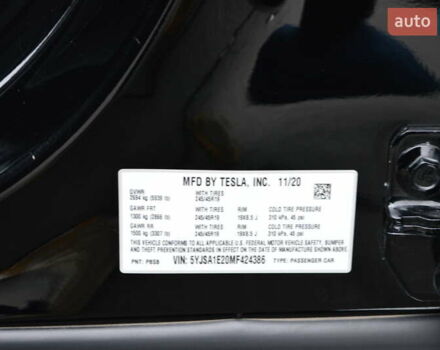 auto
MFD BY TESLA, INC. 11/20
GVWR WITH TIRES
2594 kg (5939 lb) 245/45R19
GAWR FRT WITH TIRES RIM COLD TIRE PRESSURE
1300 kg (2866 lb) 245/45R19 19X8.5 J 310 kPa, 45 psi
GAWR RR WITH TIRES RIM COLD TIRE PRESSURE
1500 kg (3307 lb) 245/45R19 19X8.5 J 310 kPa, 45 psi
THIS VEHICLE CONFORMS TO ALL APPLICABLE
FEDERAL MOTOR VEHICLE SAFETY, BUMPER
AND THEFT PREVENTION STANDARDS IN EFFECT ON THE DATE OF MANUFACTURE SHOWN ABOVE.
PNT: PBSB VIN: 5YJSA1E20MF424386 TYPE: PASSENGER CAR